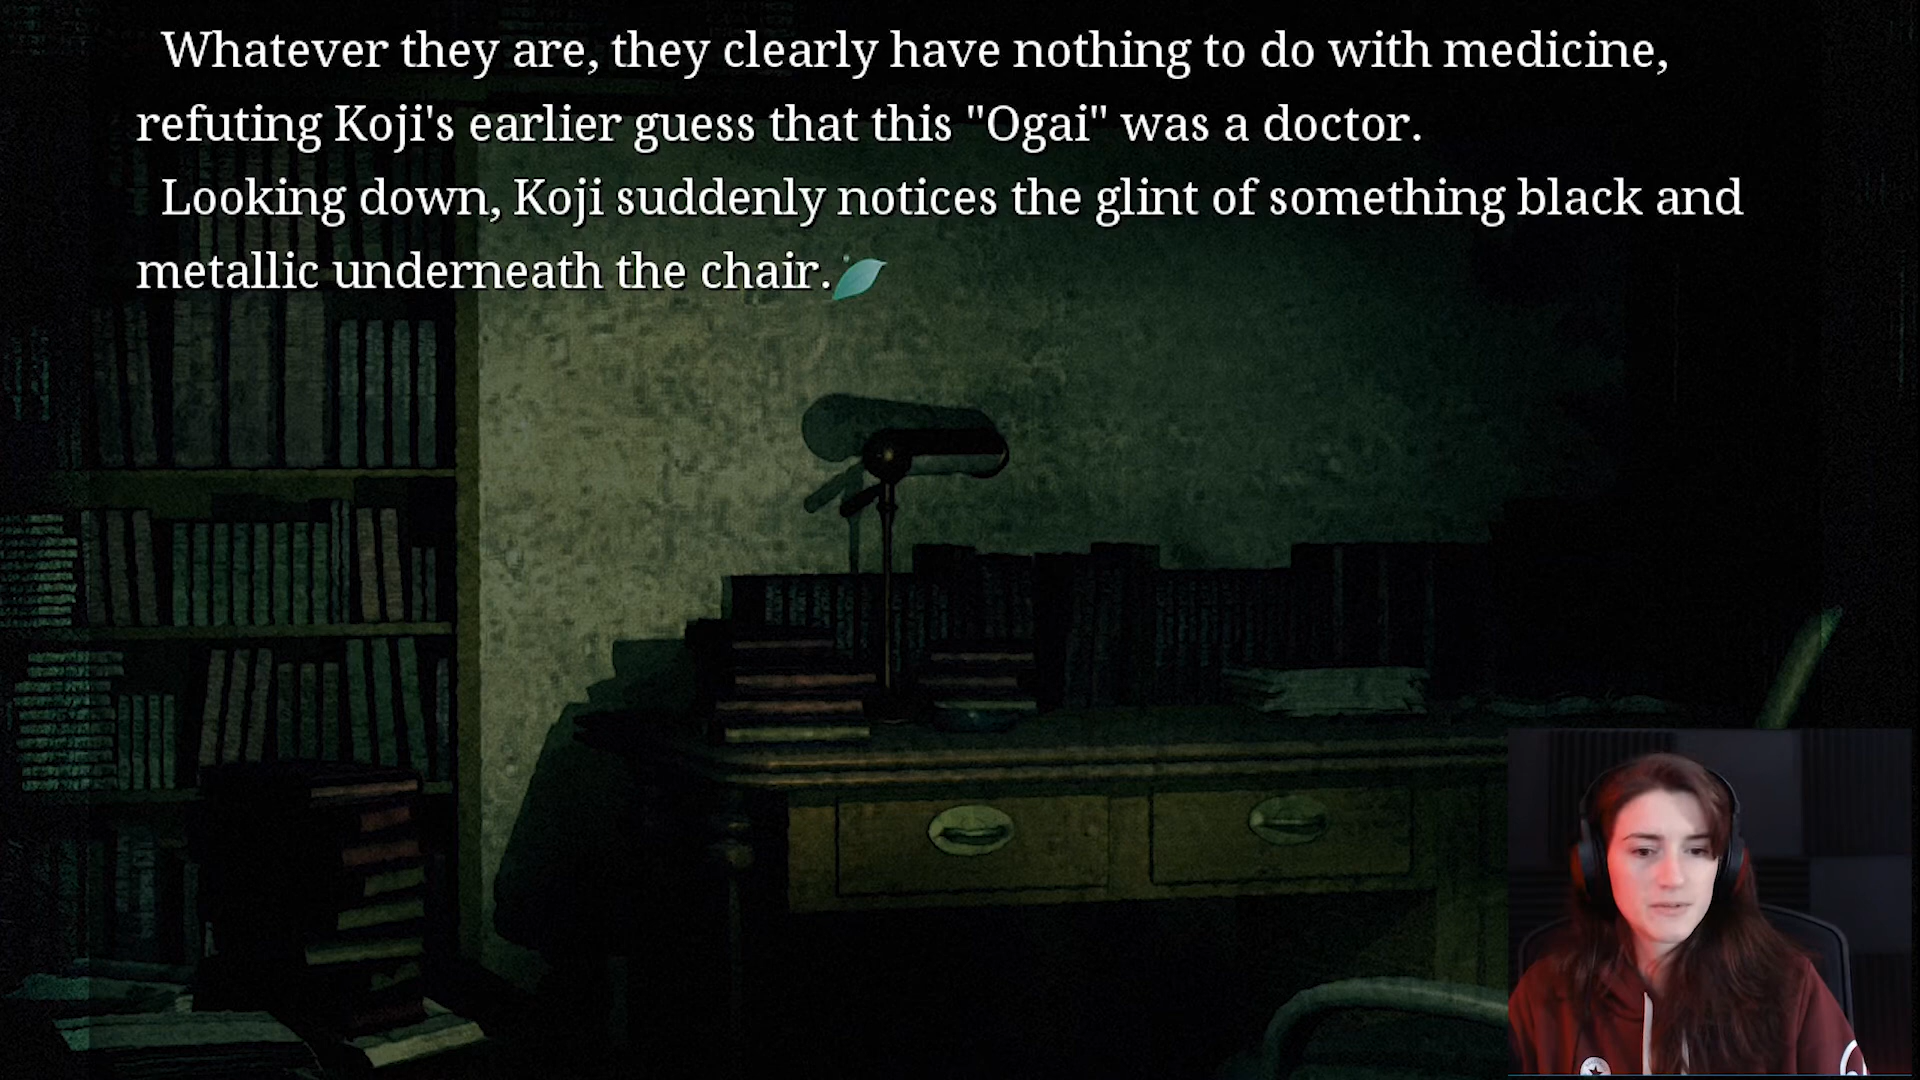 Whatever they are, they clearly have nothing to do with medicine,
refuting Koji's earlier guess that this "Ogai" was a doctor.
Looking down, Koji suddenly notices the glint of something black and
metallic underneath the chair.